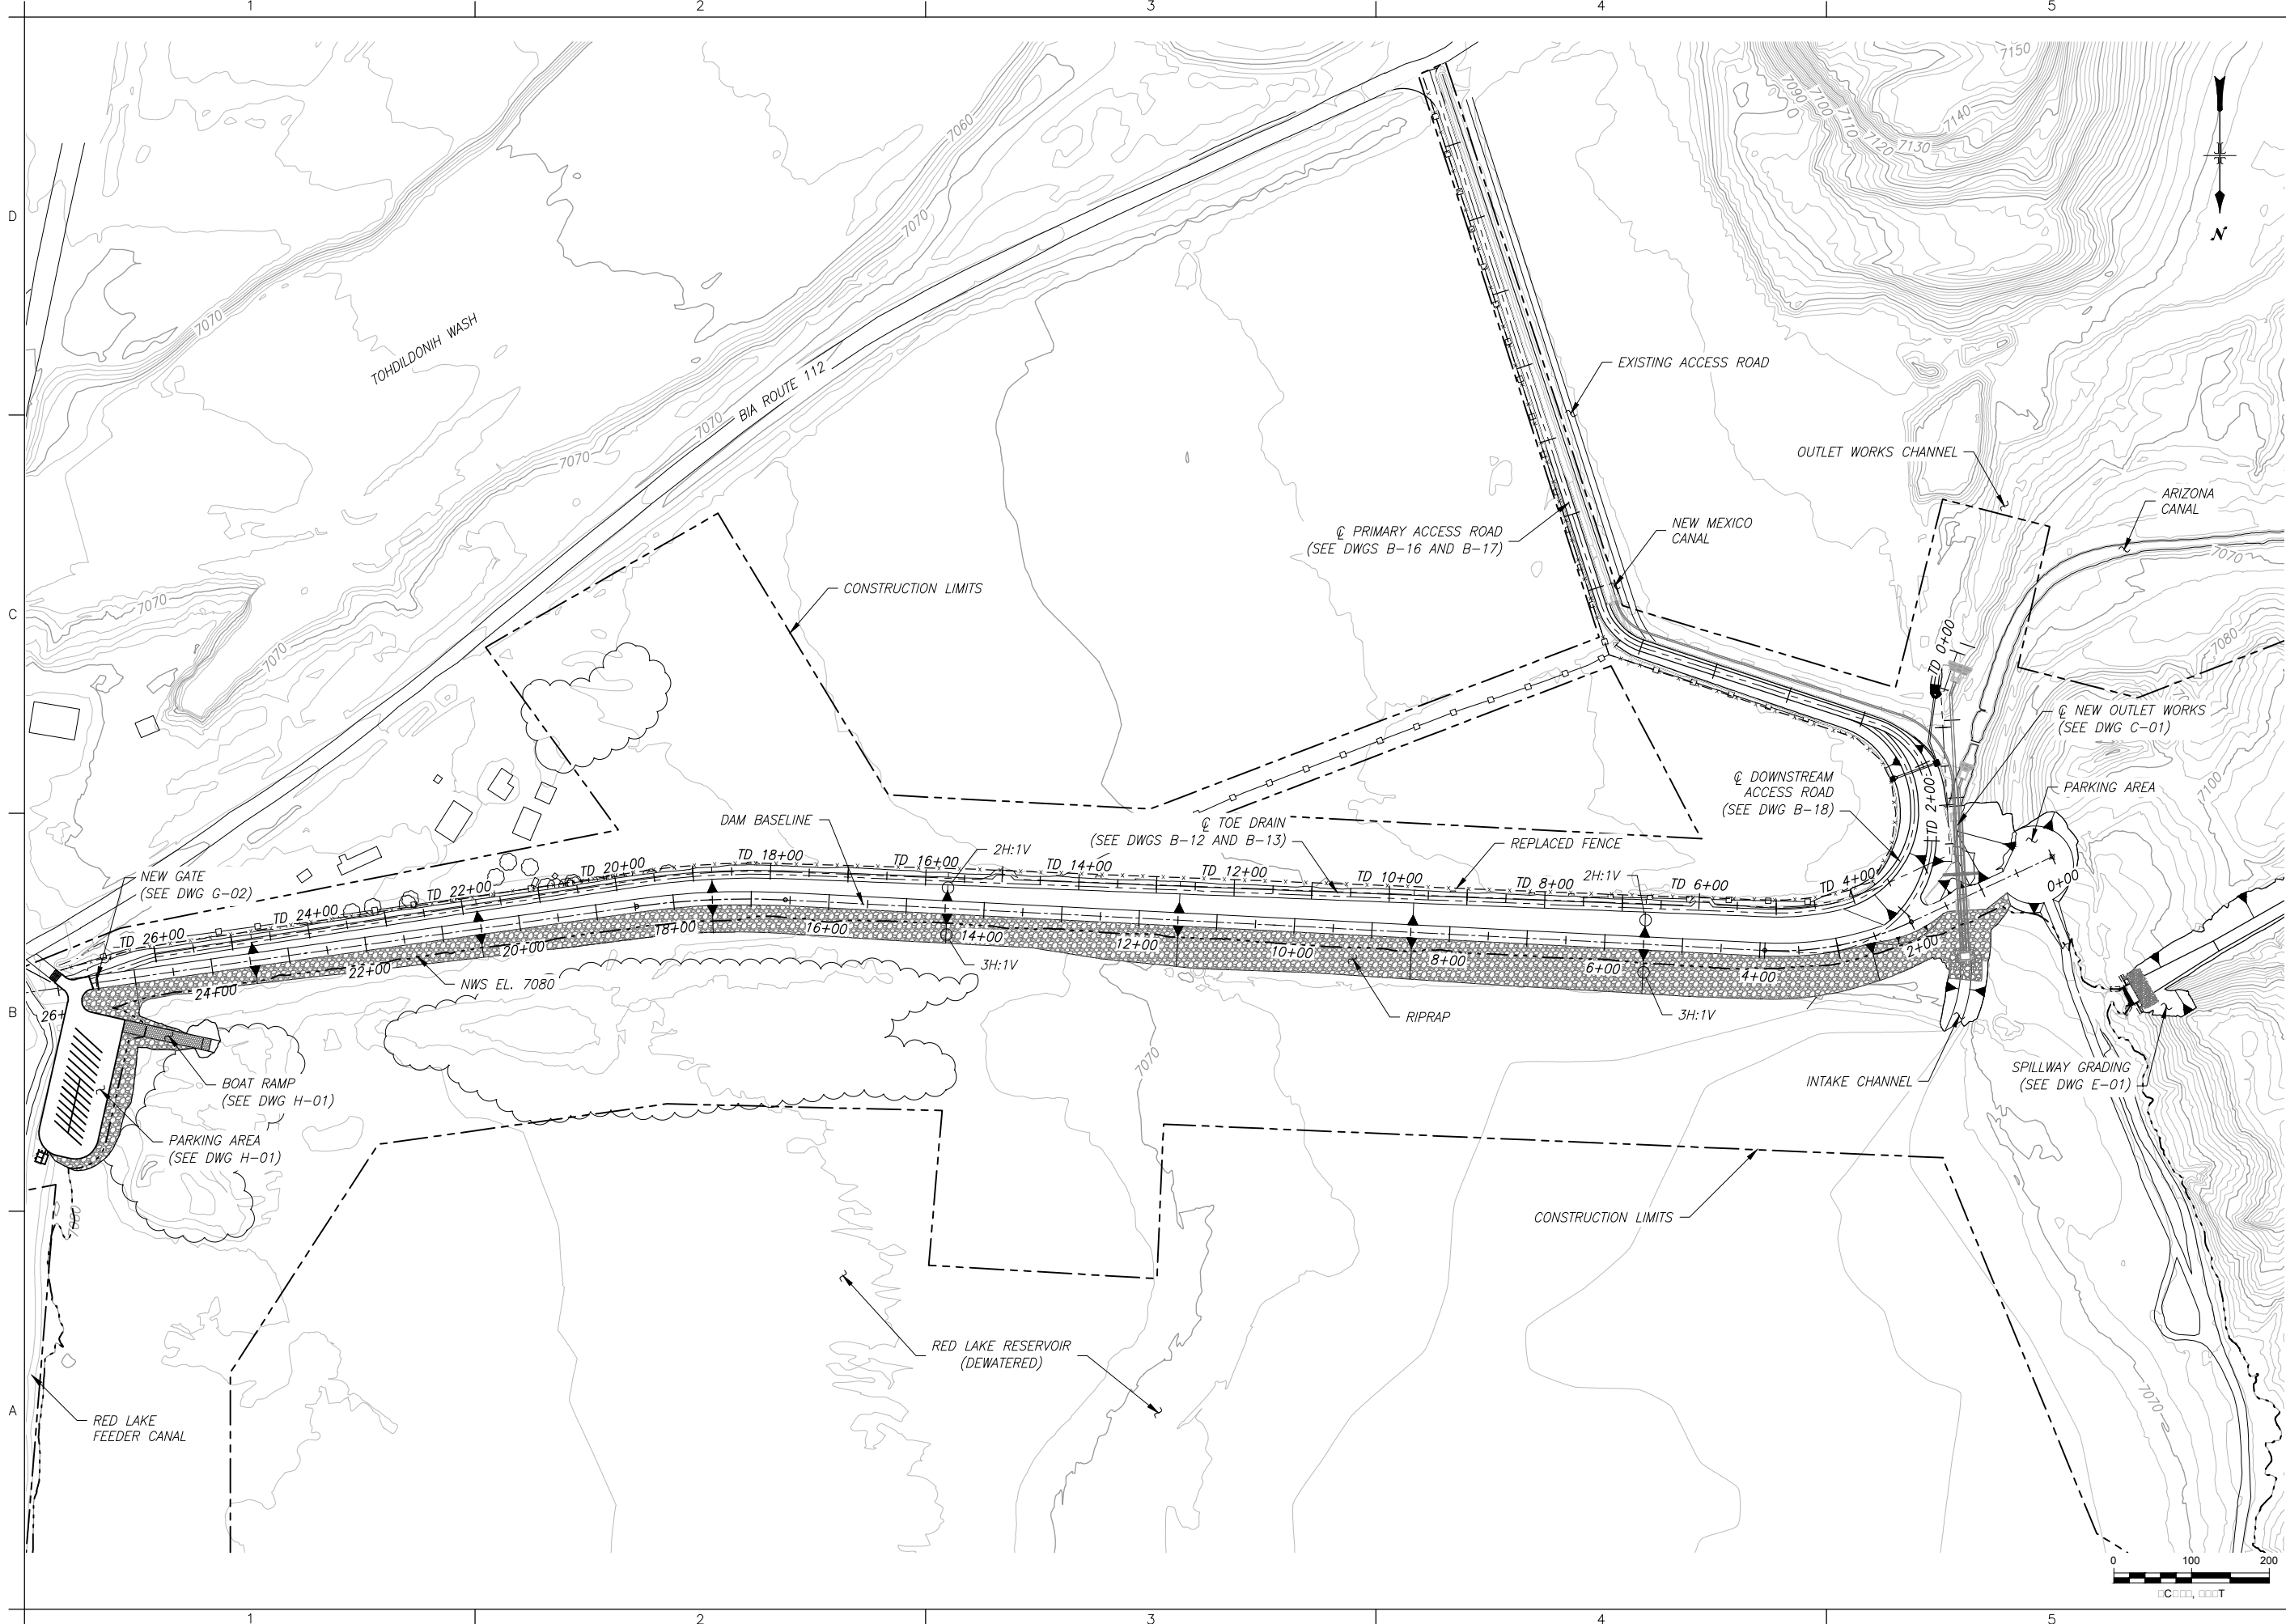 1
2
3
4
5
D
C
B
A
7150
7090
7100
7110
7120
7130
7140
7060
7070
N
7070
TOHDILDONIH WASH
BIA ROUTE 112
7070
7070
EXISTING ACCESS ROAD
OUTLET WORKS CHANNEL
ARIZONA
CANAL
7070
℄ PRIMARY ACCESS ROAD
(SEE DWGS B-16 AND B-17)
NEW MEXICO
CANAL
CONSTRUCTION LIMITS
7070
7070
7080
TD 0+00
℄ NEW OUTLET WORKS
(SEE DWG C-01)
7100
℄ DOWNSTREAM
ACCESS ROAD
(SEE DWG B-18)
TD 2+00
PARKING AREA
DAM BASELINE
℄ TOE DRAIN
(SEE DWGS B-12 AND B-13)
2H:1V
REPLACED FENCE
2H:1V
NEW GATE
(SEE DWG G-02)
TD 26+00
TD 24+00
TD 22+00
TD 20+00
TD 18+00
TD 16+00
TD 14+00
TD 12+00
TD 10+00
TD 8+00
TD 6+00
TD 4+00
0+00
26+
24+00
22+00
20+00
18+00
16+00
14+00
12+00
10+00
8+00
6+00
4+00
2+00
3H:1V
NWS EL. 7080
RIPRAP
3H:1V
7070
BOAT RAMP
(SEE DWG H-01)
PARKING AREA
(SEE DWG H-01)
INTAKE CHANNEL
SPILLWAY GRADING
(SEE DWG E-01)
CONSTRUCTION LIMITS
RED LAKE RESERVOIR
(DEWATERED)
RED LAKE
FEEDER CANAL
7070
0
100
200
1
2
3
4
5